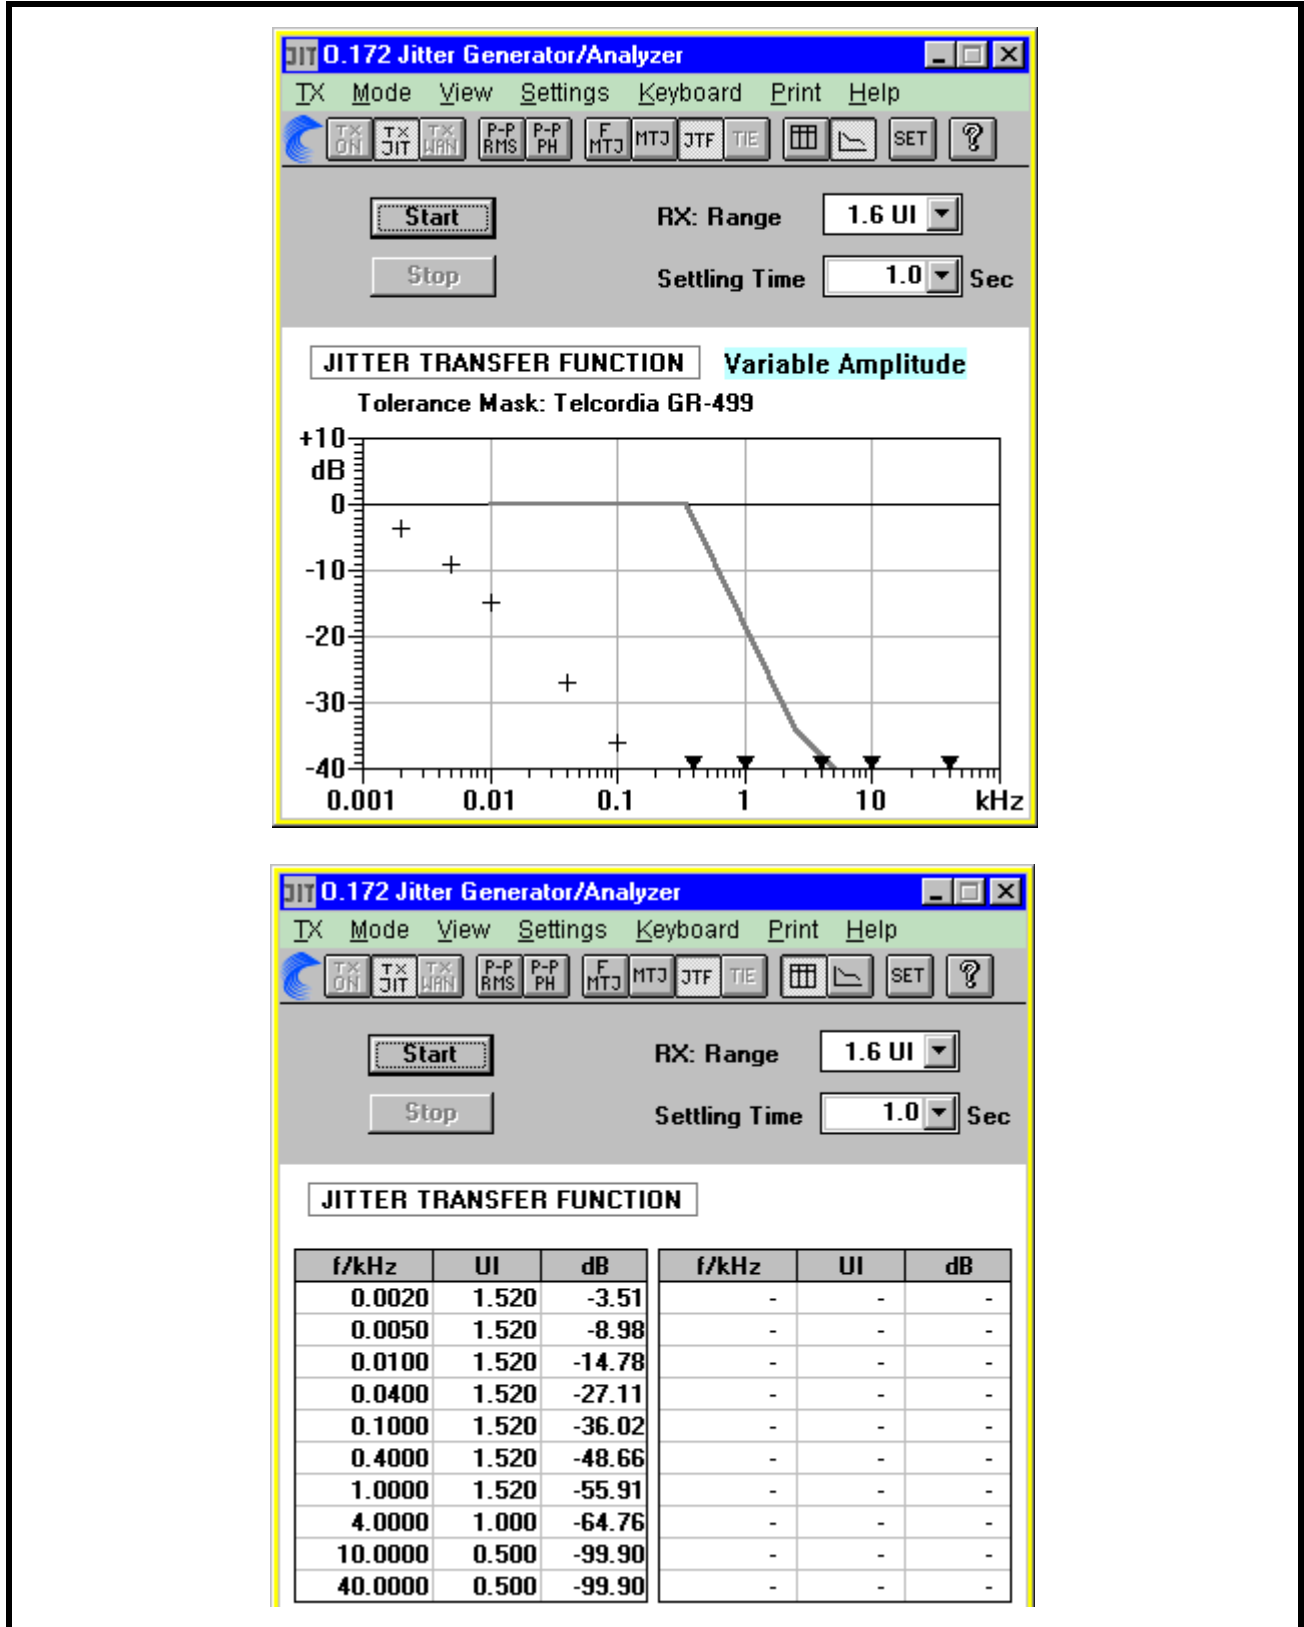 JIT O.172 Jitter Generator/Analyzer
TX Mode View Settings Keyboard Print Help
TX ON TX JIT TX WAN P-P RMS P-P PH F MTJ MTJ JTF TIE SET ?
Start RX: Range 1.6 UI
Stop Settling Time 1.0 Sec
JITTER TRANSFER FUNCTION Variable Amplitude
Tolerance Mask: Telcordia GR-499
+10
dB
0
-10
-20
-30
-40
0.001 0.01 0.1 1 10 kHz
JIT O.172 Jitter Generator/Analyzer
TX Mode View Settings Keyboard Print Help
TX ON TX JIT TX WAN P-P RMS P-P PH F MTJ MTJ JTF TIE SET ?
Start RX: Range 1.6 UI
Stop Settling Time 1.0 Sec
JITTER TRANSFER FUNCTION
f/kHz UI dB f/kHz UI dB
0.0020 1.520 -3.51 - - -
0.0050 1.520 -8.98 - - -
0.0100 1.520 -14.78 - - -
0.0400 1.520 -27.11 - - -
0.1000 1.520 -36.02 - - -
0.4000 1.520 -48.66 - - -
1.0000 1.520 -55.91 - - -
4.0000 1.000 -64.76 - - -
10.0000 0.500 -99.90 - - -
40.0000 0.500 -99.90 - - -